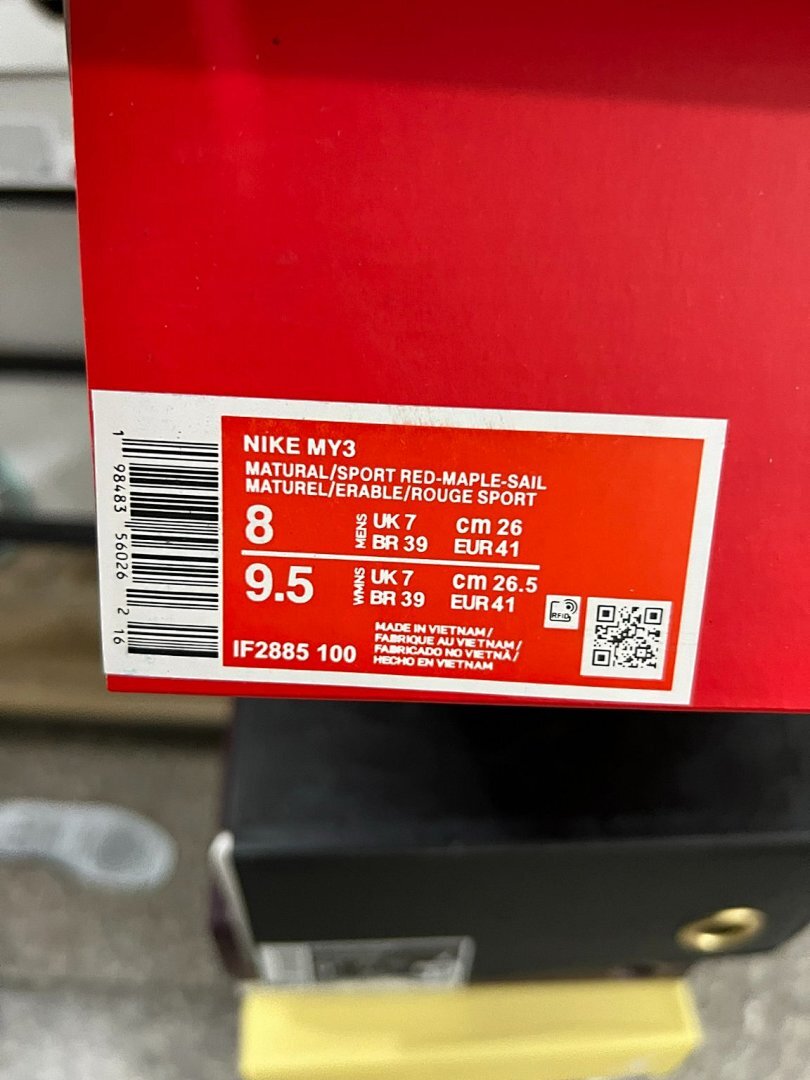 NIKE MY3
MATURAL/SPORT RED-MAPLE-SAIL
MATUREL/ERABLE/ROUGE SPORT
8 MENS UK 7 cm 26
BR 39 EUR 41
9.5 WMNS UK 7 cm 26.5
BR 39 EUR 41
IF2885 100
MADE IN VIETNAM/
FABRIQUE AU VIETNAM/
FABRICADO NO VIETNÃ/
HECHO EN VIETNAM
RFID
1 98483 56026 2 16